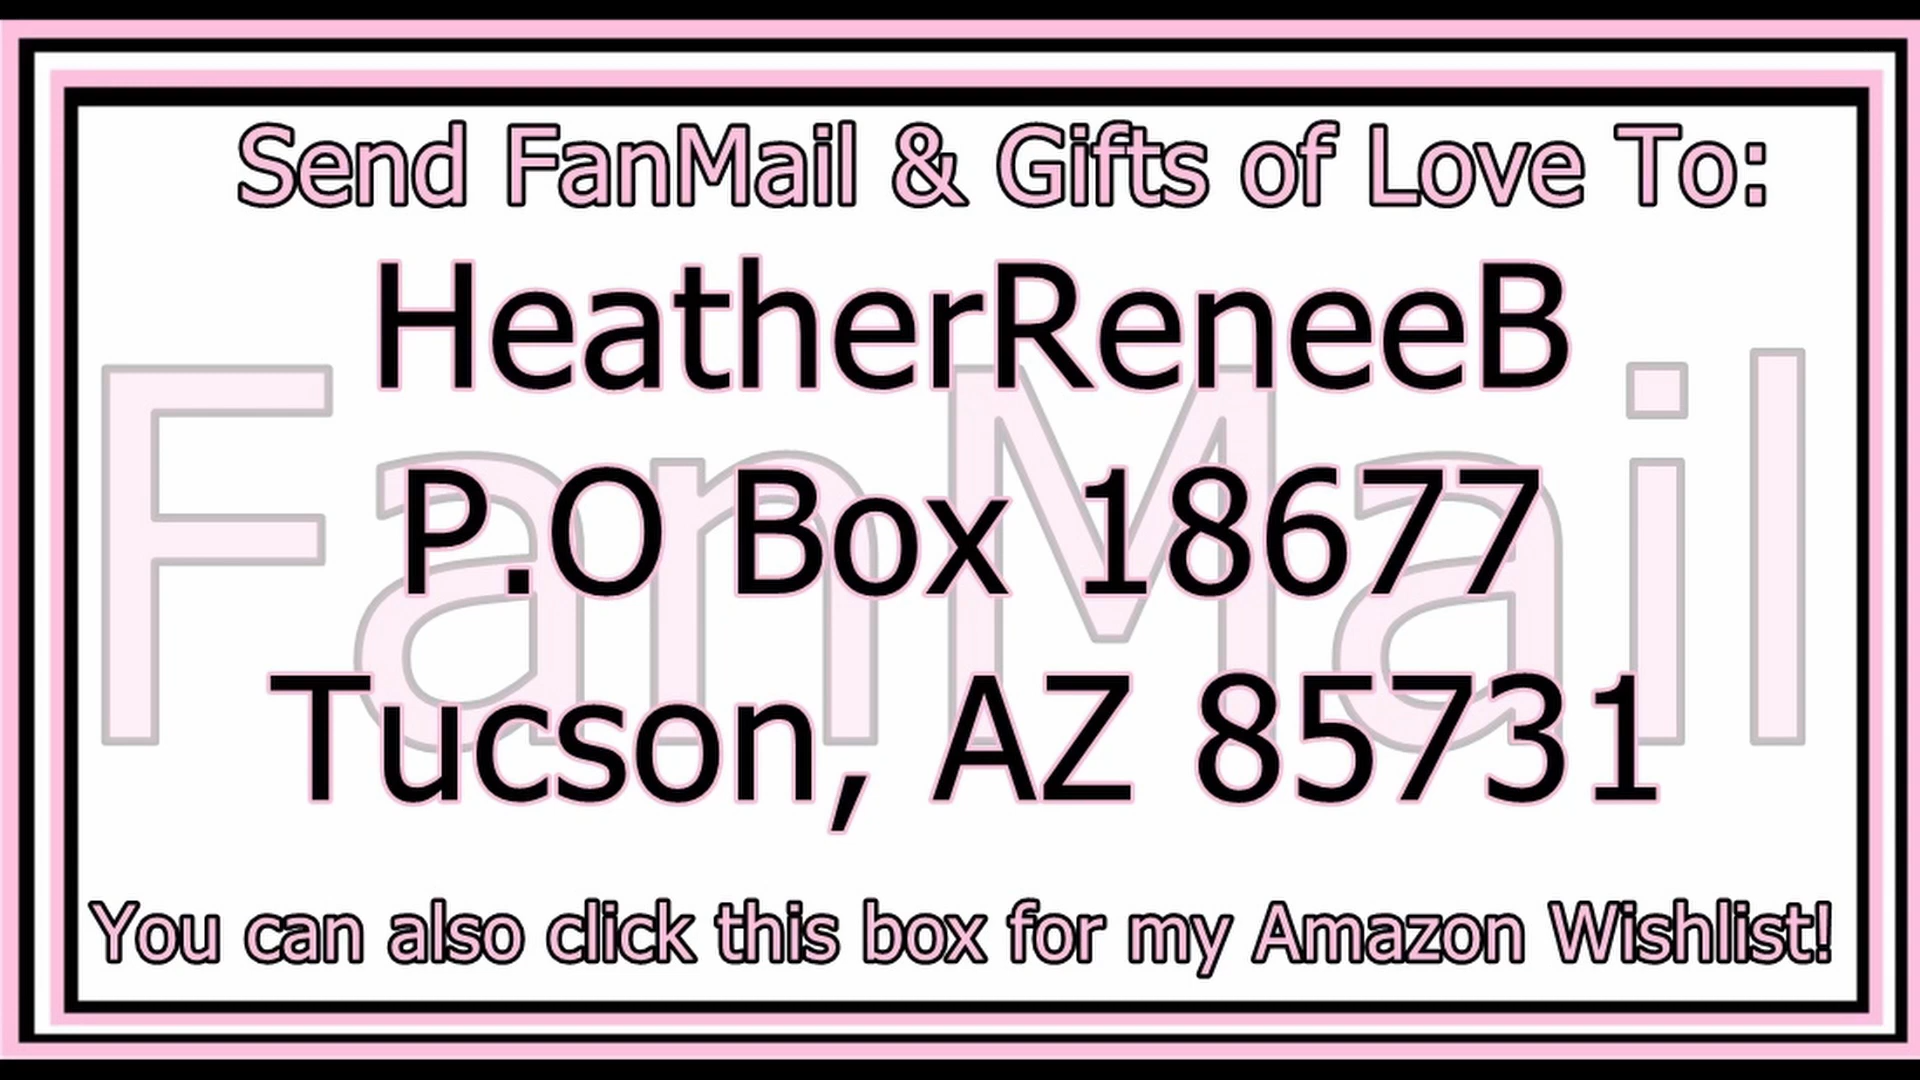 Send FanMail & Gifts of Love To:
HeatherReneeB
FanMail
P.O Box 18677
Tucson, AZ 85731
You can also click this box for my Amazon Wishlist!